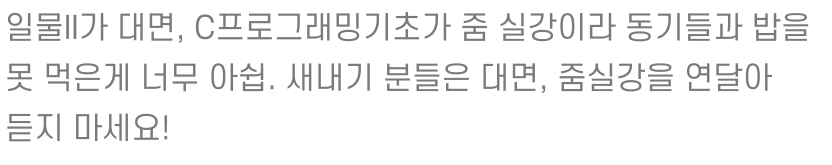 일물II가 대면, C프로그래밍기초가 줌 실강이라 동기들과 밥을
못 먹은게 너무 아쉽. 새내기 분들은 대면, 줌실강을 연달아
듣지 마세요!